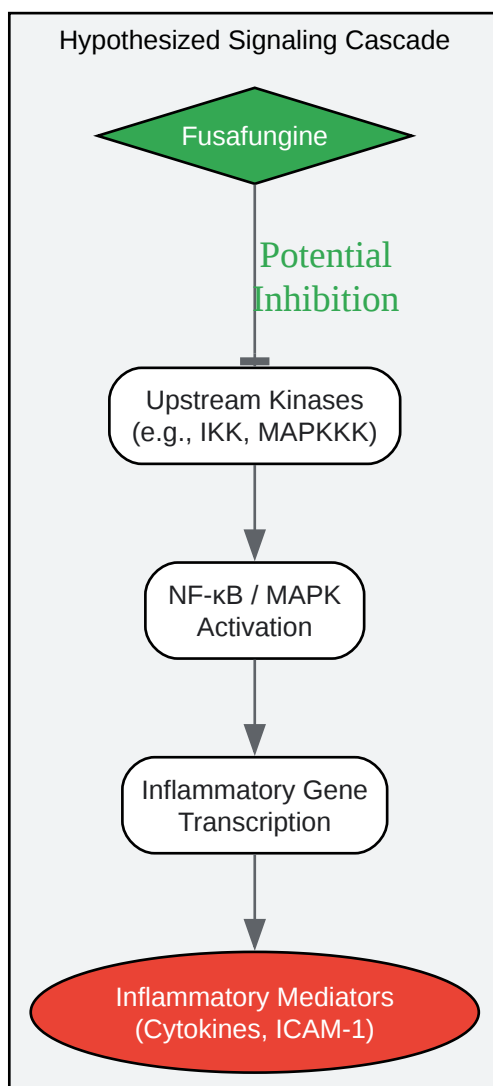 Hypothesized Signaling Cascade
Fusafungine
Potential
Inhibition
Upstream Kinases
(e.g., IKK, MAPKKK)
NF-κB / MAPK
Activation
Inflammatory Gene
Transcription
Inflammatory Mediators
(Cytokines, ICAM-1)